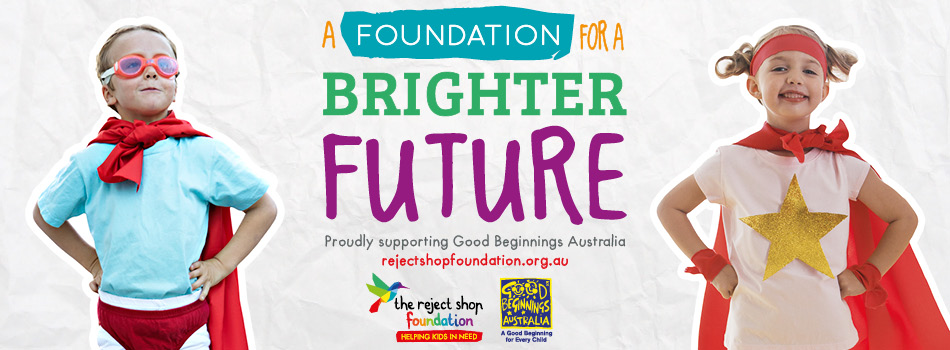 A FOUNDATION FOR A
BRIGHTER
FUTURE
Proudly supporting Good Beginnings Australia
rejectshopfoundation.org.au
the reject shop
foundation
HELPING KIDS IN NEED
GOOD
BEGINNINGS
AUSTRALIA
A Good Beginning
for Every Child